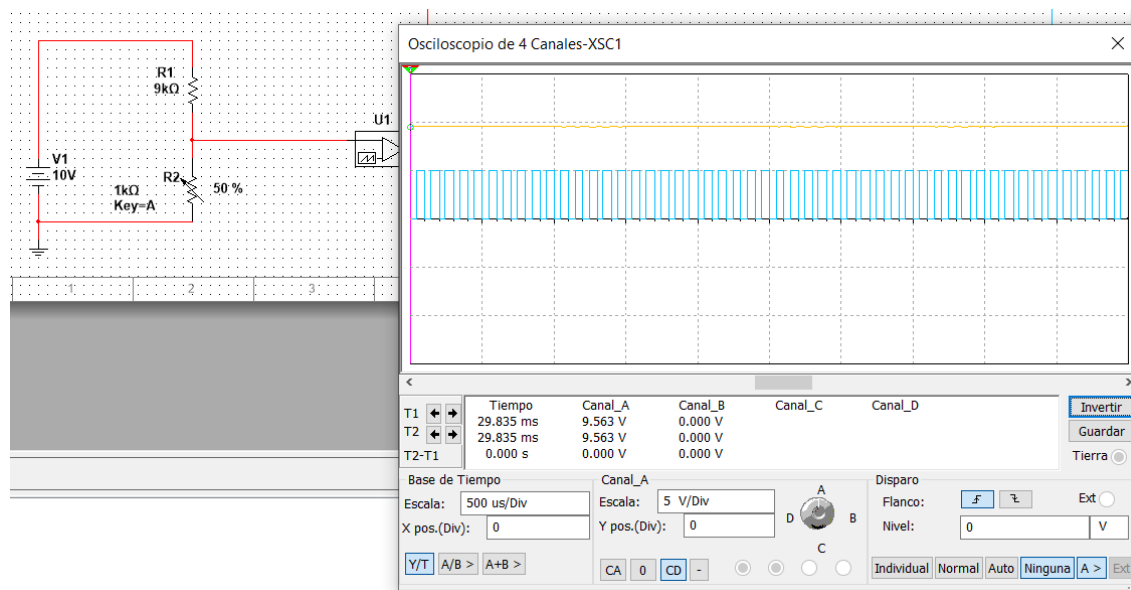 Osciloscopio de 4 Canales-XSC1
R1
9kΩ
U1
V1
10V
R2
1kΩ
Key=A
50 %
1 2 3
Tiempo Canal_A Canal_B Canal_C Canal_D
T1 29.835 ms 9.563 V 0.000 V
T2 29.835 ms 9.563 V 0.000 V
T2-T1 0.000 s 0.000 V 0.000 V
Invertir
Guardar
Tierra
Base de Tiempo
Escala: 500 us/Div
X pos.(Div): 0
Y/T A/B > A+B >
Canal_A
Escala: 5 V/Div
Y pos.(Div): 0
CA 0 CD -
A
D B
C
Disparo
Flanco: Ext
Nivel: 0 V
Individual Normal Auto Ninguna A > Ext